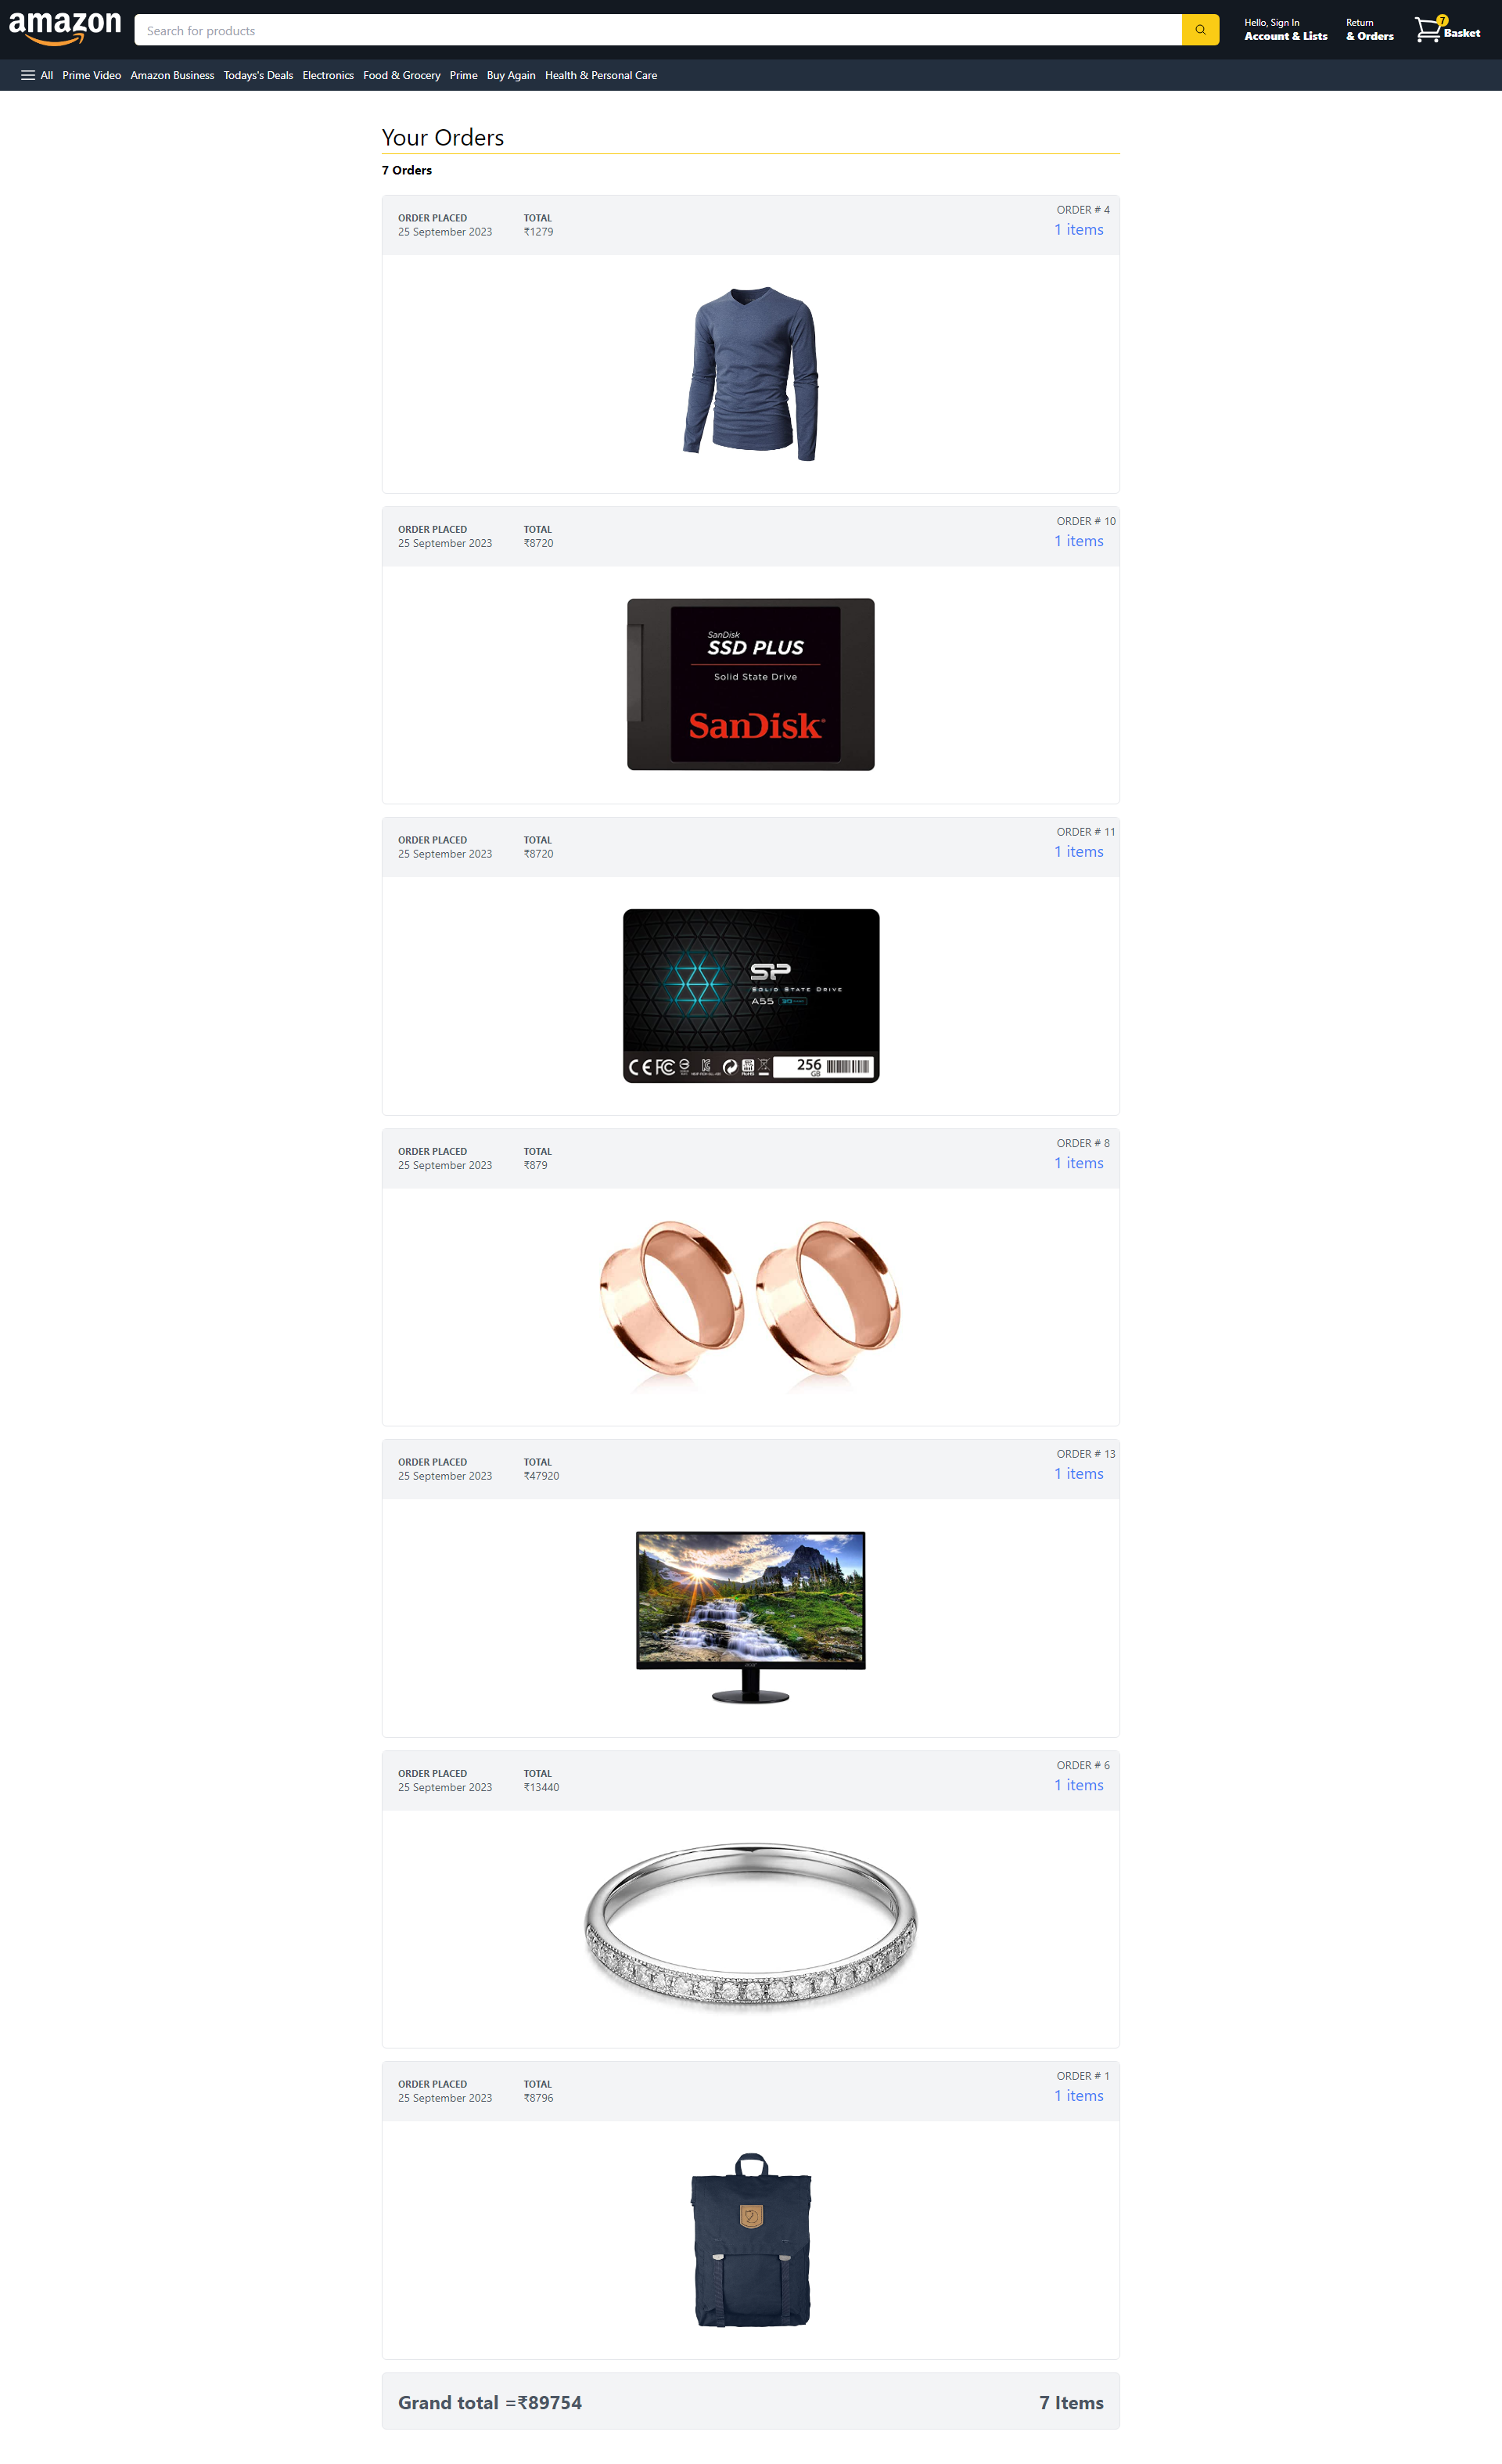 amazon
Search for products
Hello, Sign In
Account & Lists
Return
& Orders
7
Basket
All Prime Video Amazon Business Todays's Deals Electronics Food & Grocery Prime Buy Again Health & Personal Care
Your Orders
7 Orders
ORDER PLACED TOTAL ORDER # 4
25 September 2023 ₹1279 1 items
ORDER PLACED TOTAL ORDER # 10
25 September 2023 ₹8720 1 items
SanDisk
SSD PLUS
Solid State Drive
SanDisk
ORDER PLACED TOTAL ORDER # 11
25 September 2023 ₹8720 1 items
SP
SOLID STATE DRIVE
A55
256
GB
ORDER PLACED TOTAL ORDER # 8
25 September 2023 ₹879 1 items
ORDER PLACED TOTAL ORDER # 13
25 September 2023 ₹47920 1 items
acer
ORDER PLACED TOTAL ORDER # 6
25 September 2023 ₹13440 1 items
ORDER PLACED TOTAL ORDER # 1
25 September 2023 ₹8796 1 items
Grand total =₹89754 7 Items